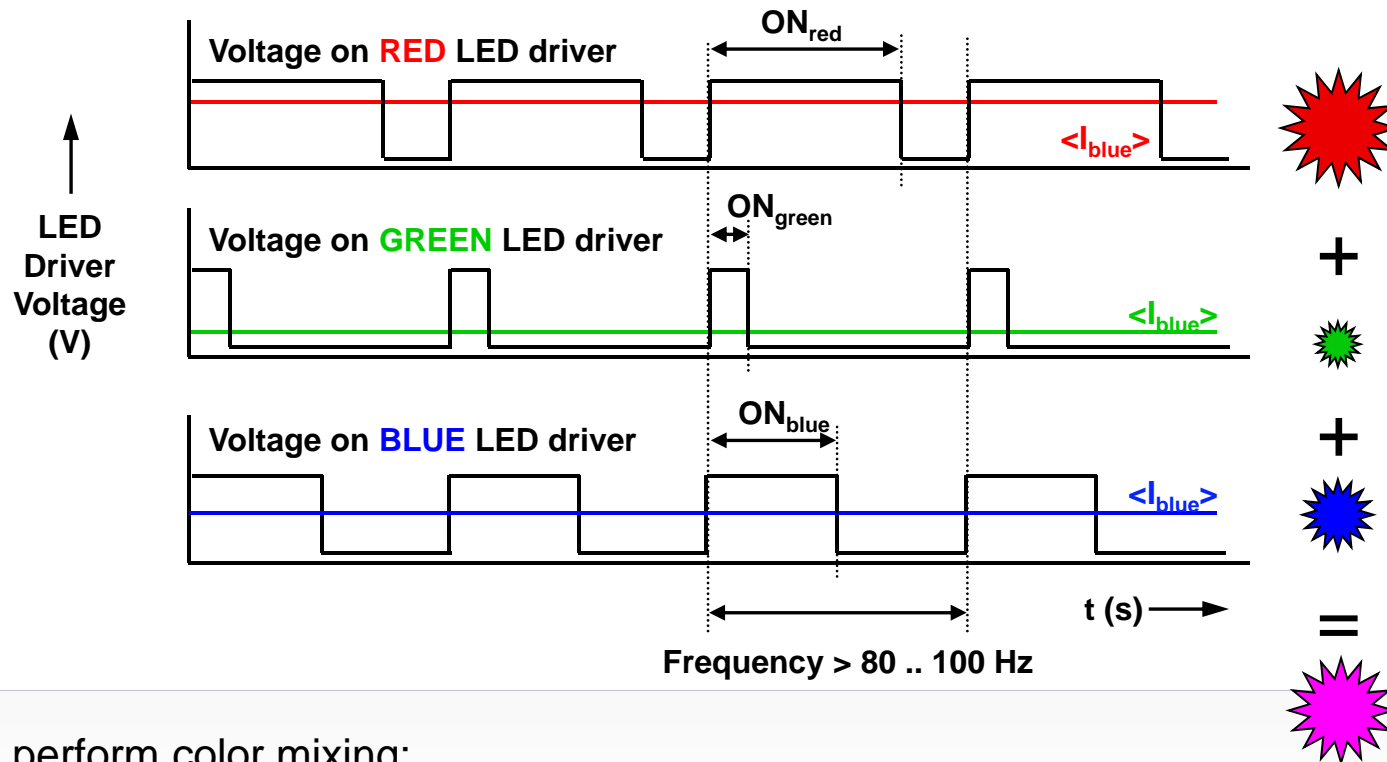 ONred
Voltage on RED LED driver
<Iblue>
LED
Driver
Voltage
(V)
ONgreen
Voltage on GREEN LED driver
<Iblue>
+
ONblue
Voltage on BLUE LED driver
<Iblue>
+
t (s)
=
Frequency > 80 .. 100 Hz
perform color mixing: